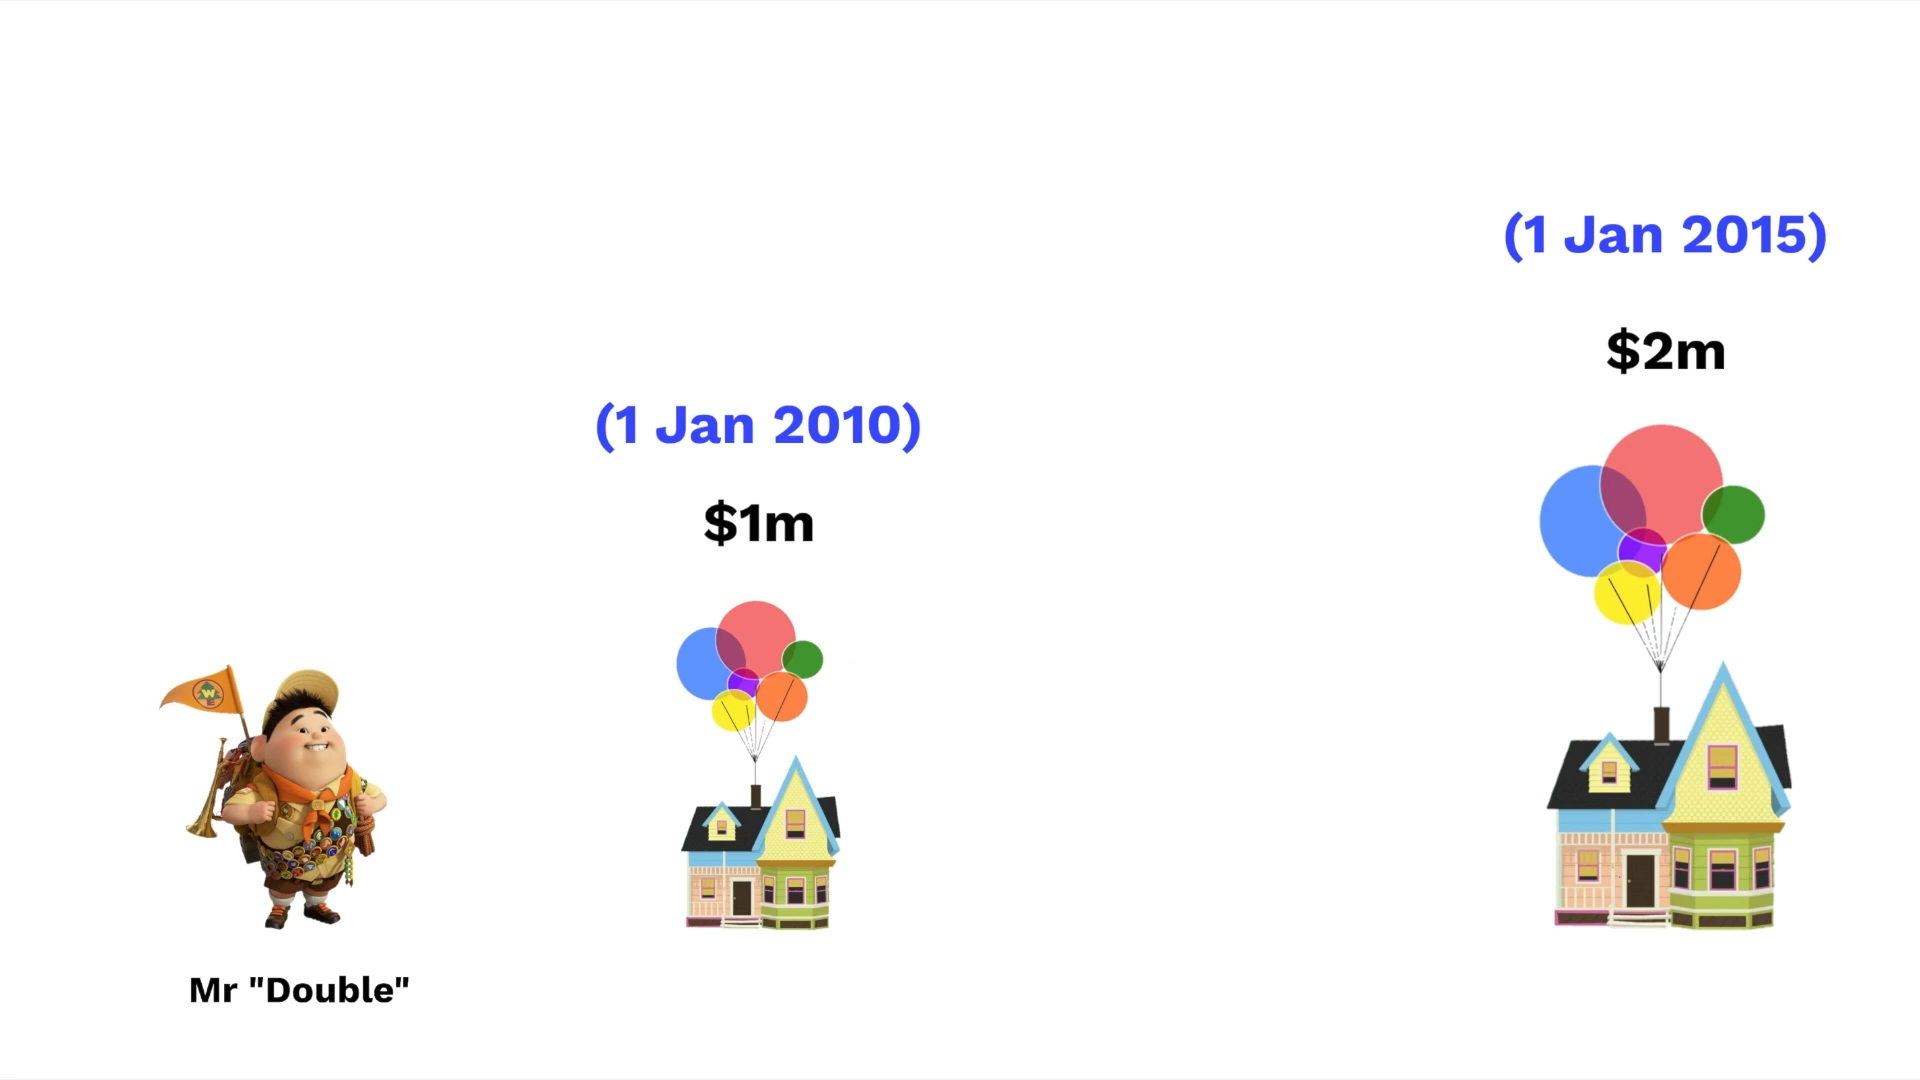 (1 Jan 2015)
$2m
(1 Jan 2010)
$1m
W
E
Mr "Double"